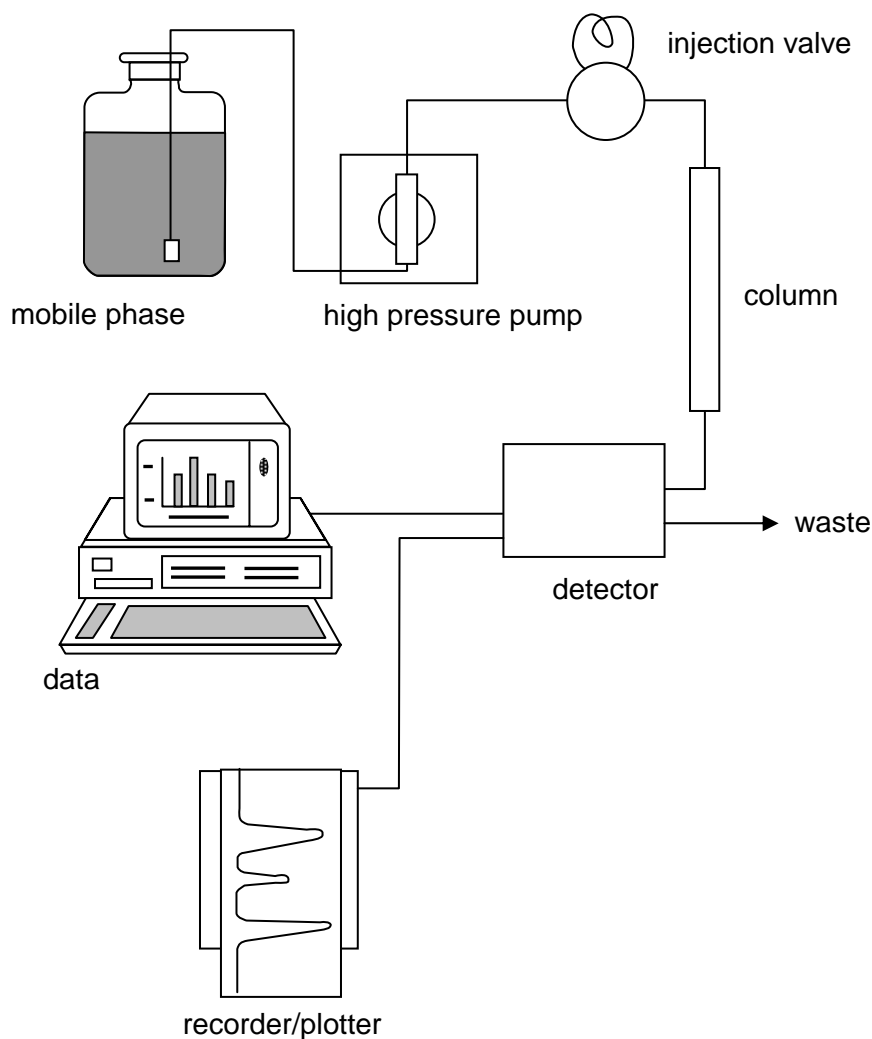 injection valve
mobile phase
high pressure pump
column
waste
detector
data
recorder/plotter